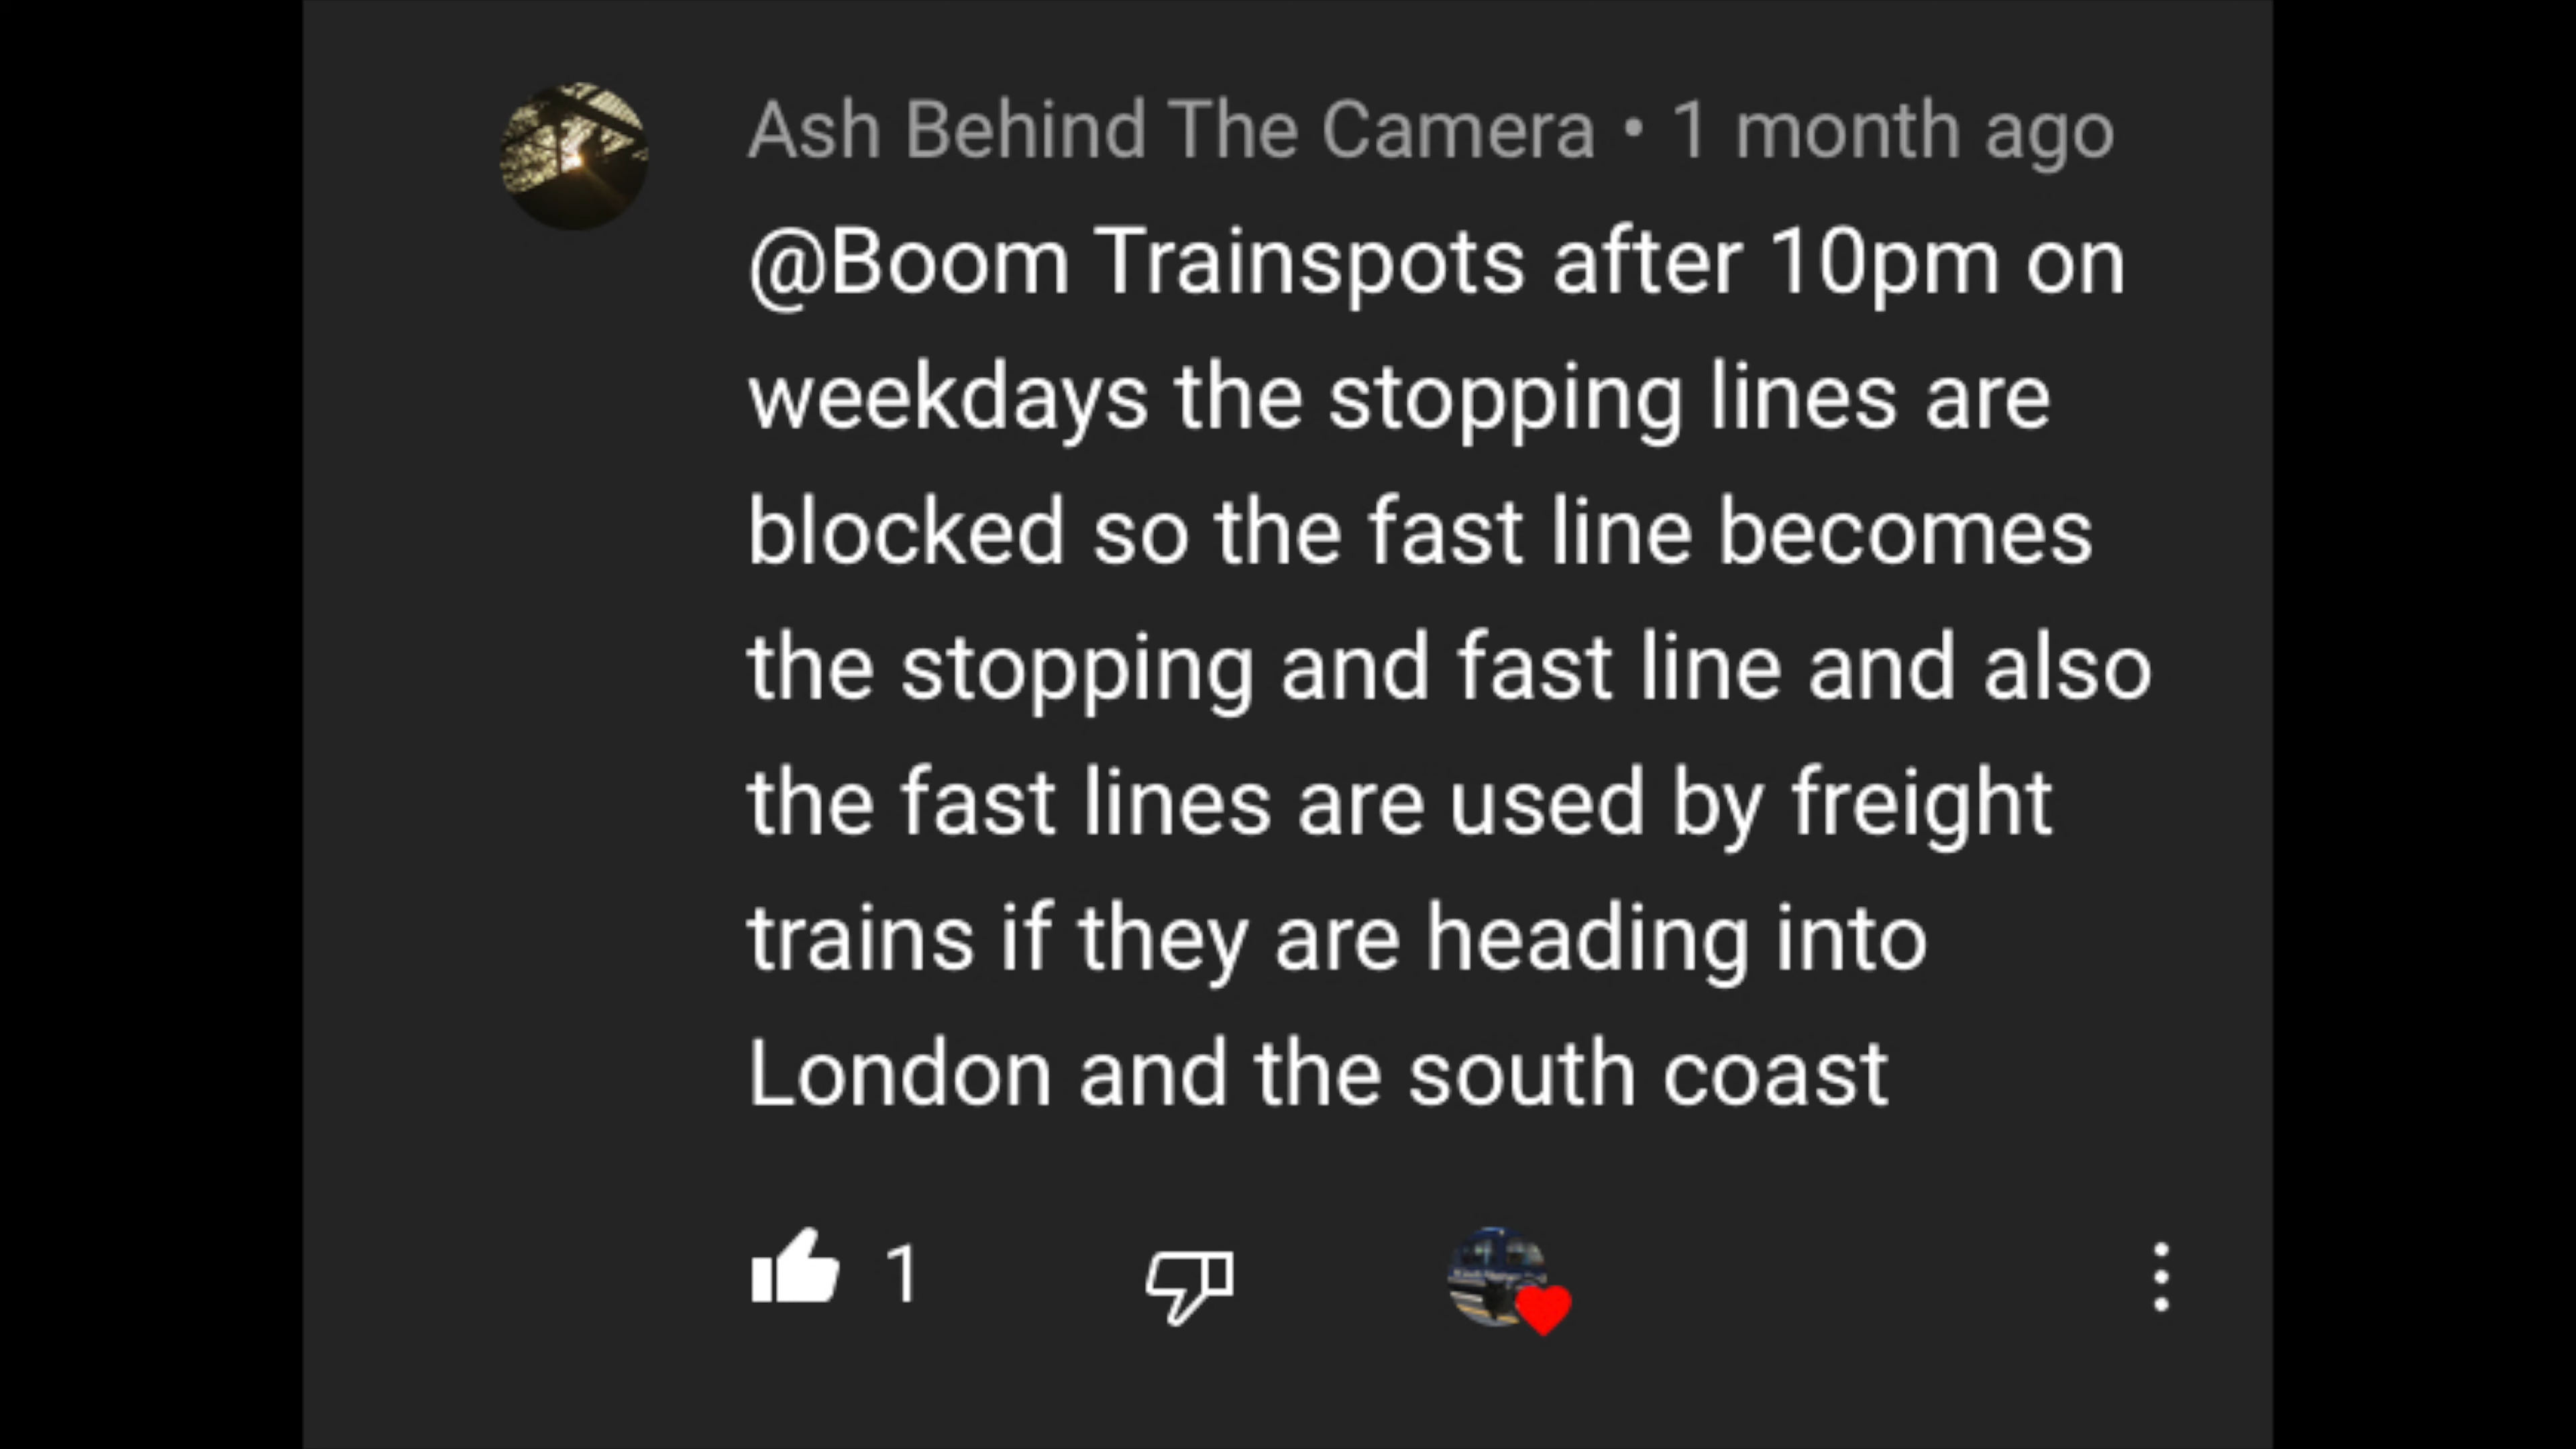 Ash Behind The Camera • 1 month ago
@Boom Trainspots after 10pm on
weekdays the stopping lines are
blocked so the fast line becomes
the stopping and fast line and also
the fast lines are used by freight
trains if they are heading into
London and the south coast
1